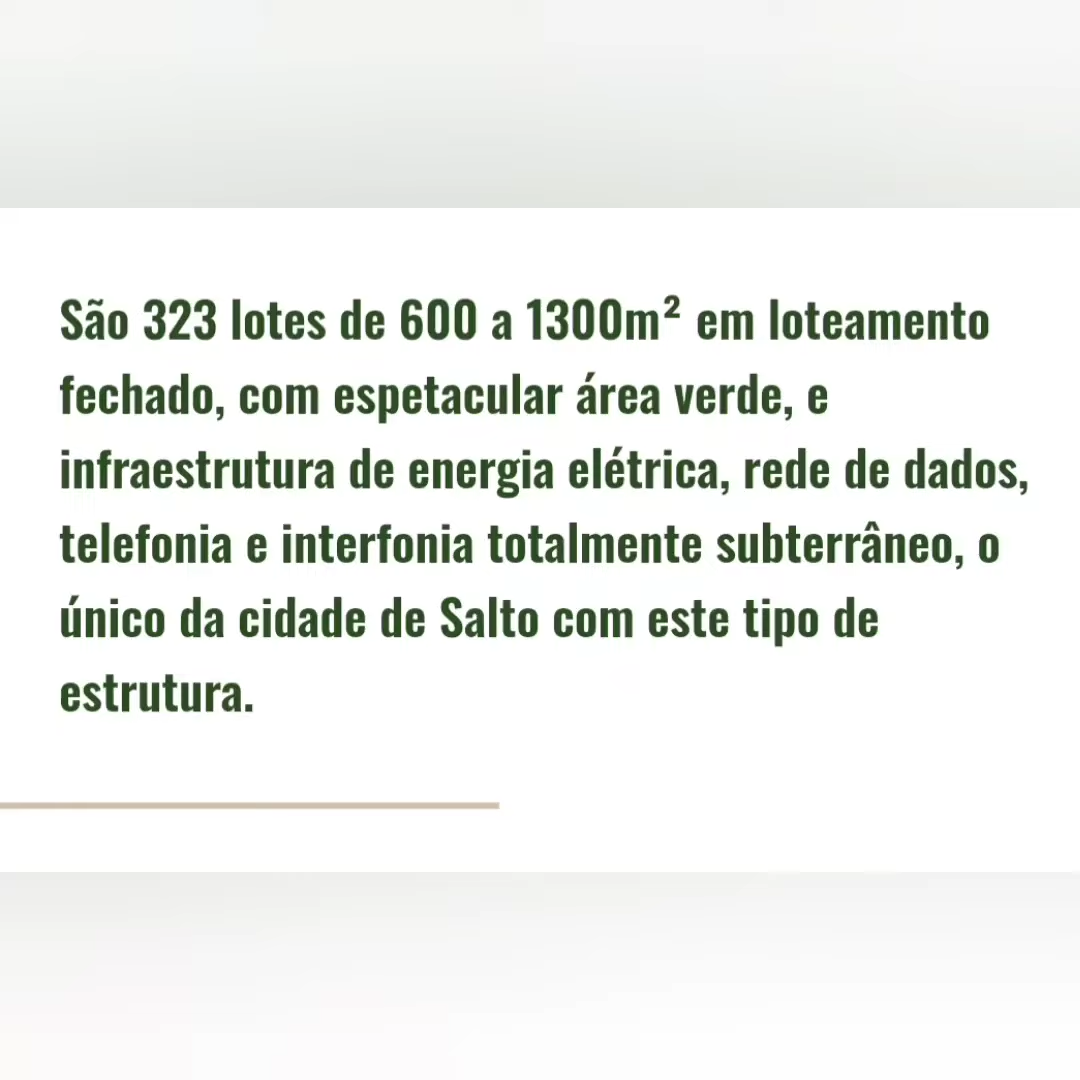 São 323 lotes de 600 a 1300m² em loteamento
fechado, com espetacular área verde, e
infraestrutura de energia elétrica, rede de dados,
telefonia e interfonia totalmente subterrâneo, o
único da cidade de Salto com este tipo de
estrutura.